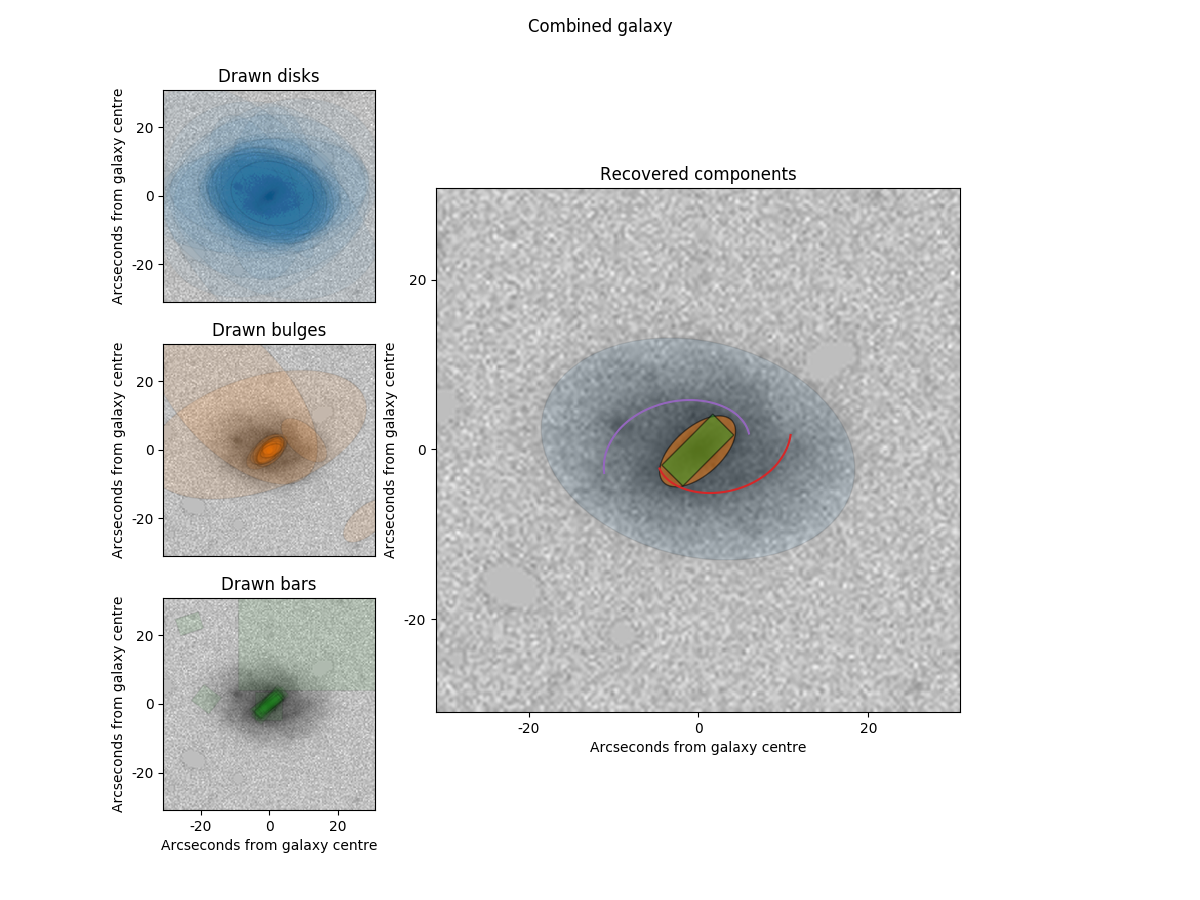 Combined galaxy
Drawn disks
Arcseconds from galaxy centre
20
0
-20
Drawn bulges
Arcseconds from galaxy centre
20
0
-20
Drawn bars
Arcseconds from galaxy centre
20
0
-20
-20 0 20
Arcseconds from galaxy centre
Recovered components
Arcseconds from galaxy centre
20
0
-20
-20 0 20
Arcseconds from galaxy centre